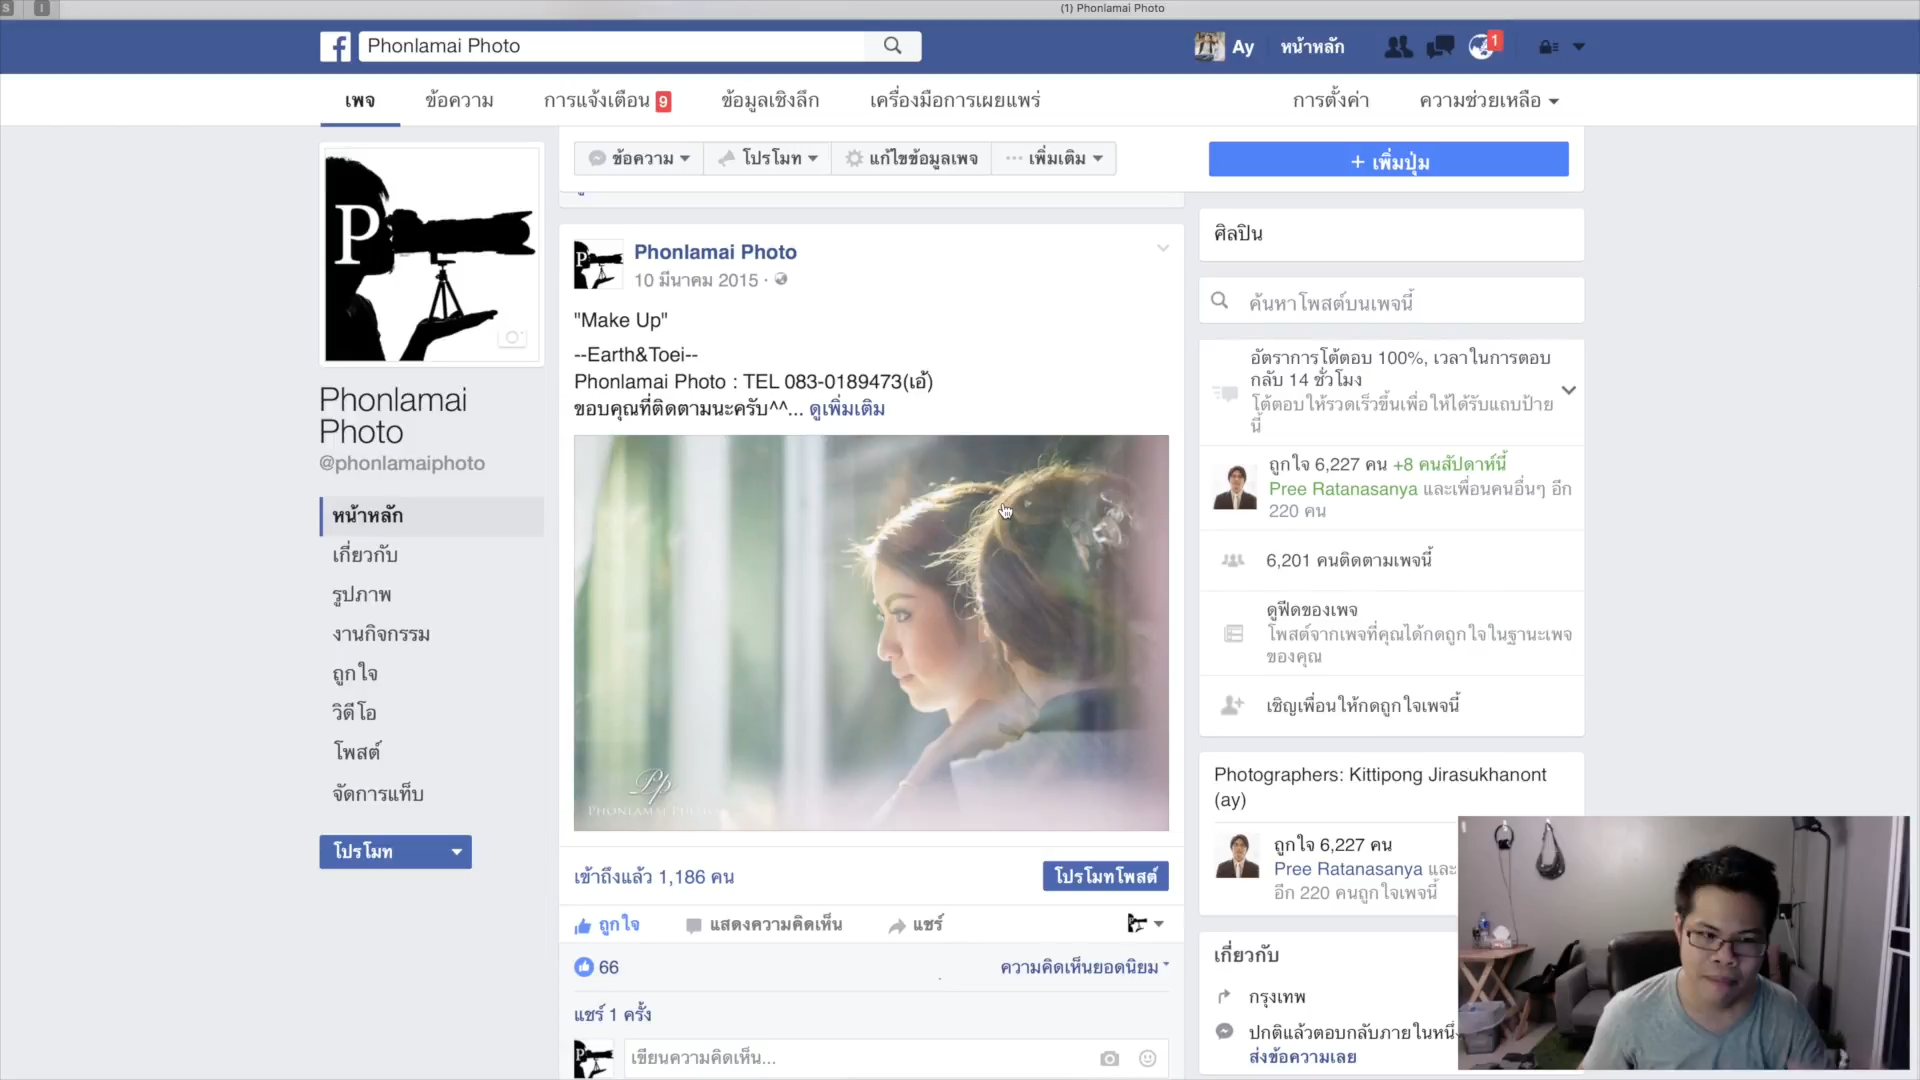 (1) Phonlamai Photo
Phonlamai Photo
Ay
หน้าหลัก
1
เพจ
ข้อความ
การแจ้งเตือน 9
ข้อมูลเชิงลึก
เครื่องมือการเผยแพร่
การตั้งค่า
ความช่วยเหลือ
ข้อความ
โปรโมท
แก้ไขข้อมูลเพจ
เพิ่มเติม
+ เพิ่มปุ่ม
P
Phonlamai
Photo
@phonlamaiphoto
หน้าหลัก
เกี่ยวกับ
รูปภาพ
งานกิจกรรม
ถูกใจ
วิดีโอ
โพสต์
จัดการแท็บ
โปรโมท
Phonlamai Photo
10 มีนาคม 2015 ·
"Make Up"
--Earth&Toei--
Phonlamai Photo : TEL 083-0189473(เอ้)
ขอบคุณที่ติดตามนะครับ^^... ดูเพิ่มเติม
Pp
PHONLAMAI PHOTO
เข้าถึงแล้ว 1,186 คน
โปรโมทโพสต์
ถูกใจ
แสดงความคิดเห็น
แชร์
66
ความคิดเห็นยอดนิยม
แชร์ 1 ครั้ง
เขียนความคิดเห็น...
ศิลปิน
ค้นหาโพสต์บนเพจนี้
อัตราการโต้ตอบ 100%, เวลาในการตอบ
กลับ 14 ชั่วโมง
โต้ตอบให้รวดเร็วขึ้นเพื่อให้ได้รับแถบป้าย
นี้
ถูกใจ 6,227 คน +8 คนสัปดาห์นี้
Pree Ratanasanya และเพื่อนคนอื่นๆ อีก
220 คน
6,201 คนติดตามเพจนี้
ดูฟีดของเพจ
โพสต์จากเพจที่คุณได้กดถูกใจในฐานะเพจ
ของคุณ
เชิญเพื่อนให้กดถูกใจเพจนี้
Photographers: Kittipong Jirasukhanont
(ay)
ถูกใจ 6,227 คน
Pree Ratanasanya และ
อีก 220 คนถูกใจเพจนี้
เกี่ยวกับ
กรุงเทพ
ปกติแล้วตอบกลับภายในหนึ่ง
ส่งข้อความเลย